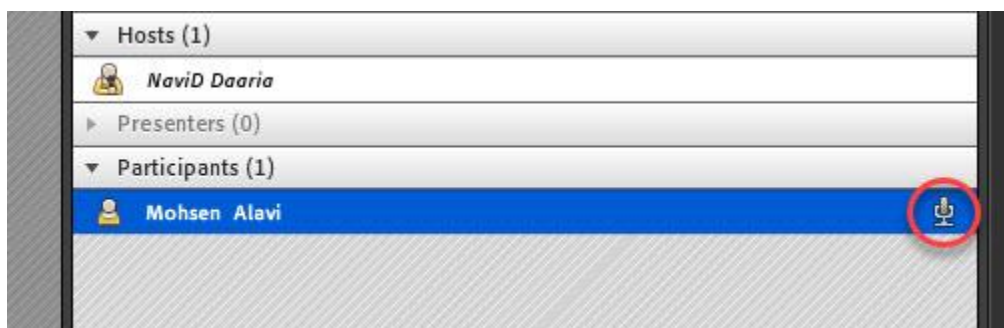 Hosts (1)
NaviD Daaria
Presenters (0)
Participants (1)
Mohsen Alavi